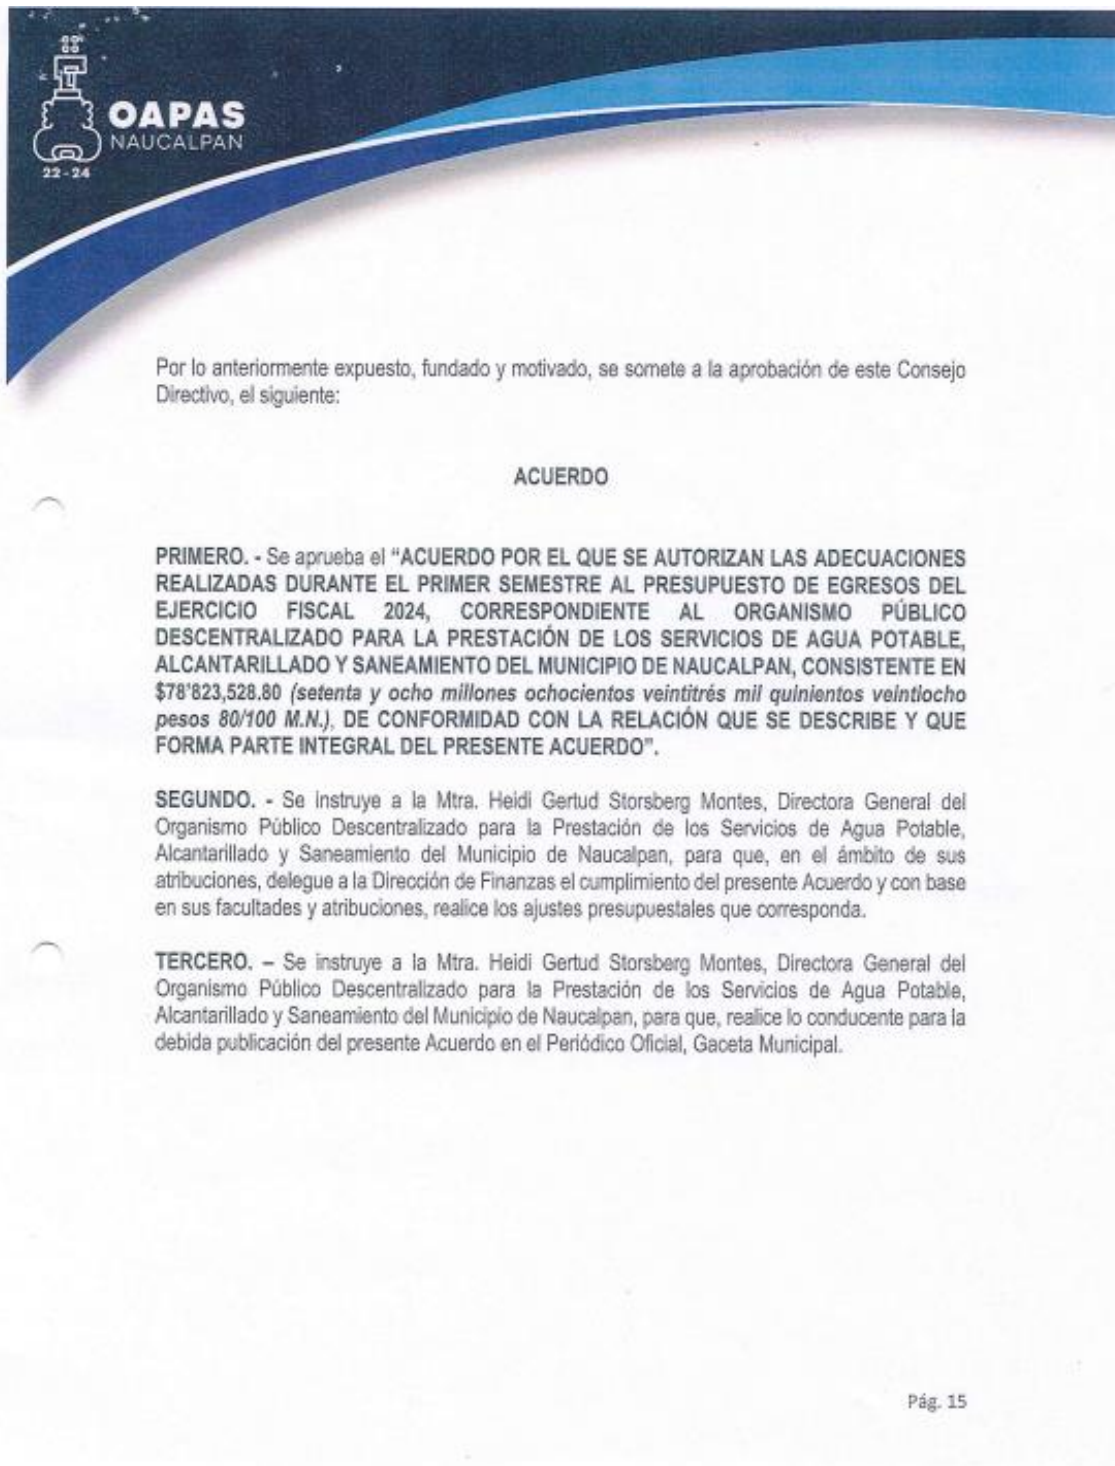 OAPAS
NAUCALPAN
22-24
Por lo anteriormente expuesto, fundado y motivado, se somete a la aprobación de este Consejo
Directivo, el siguiente:
ACUERDO
PRIMERO. - Se aprueba el “ACUERDO POR EL QUE SE AUTORIZAN LAS ADECUACIONES
REALIZADAS DURANTE EL PRIMER SEMESTRE AL PRESUPUESTO DE EGRESOS DEL
EJERCICIO FISCAL 2024, CORRESPONDIENTE AL ORGANISMO PÚBLICO
DESCENTRALIZADO PARA LA PRESTACIÓN DE LOS SERVICIOS DE AGUA POTABLE,
ALCANTARILLADO Y SANEAMIENTO DEL MUNICIPIO DE NAUCALPAN, CONSISTENTE EN
$78’823,528.80 (setenta y ocho millones ochocientos veintitrés mil quinientos veintiocho
pesos 80/100 M.N.), DE CONFORMIDAD CON LA RELACIÓN QUE SE DESCRIBE Y QUE
FORMA PARTE INTEGRAL DEL PRESENTE ACUERDO”.
SEGUNDO. - Se instruye a la Mtra. Heidi Gertud Storsberg Montes, Directora General del
Organismo Público Descentralizado para la Prestación de los Servicios de Agua Potable,
Alcantarillado y Saneamiento del Municipio de Naucalpan, para que, en el ámbito de sus
atribuciones, delegue a la Dirección de Finanzas el cumplimiento del presente Acuerdo y con base
en sus facultades y atribuciones, realice los ajustes presupuestales que corresponda.
TERCERO. – Se instruye a la Mtra. Heidi Gertud Storsberg Montes, Directora General del
Organismo Público Descentralizado para la Prestación de los Servicios de Agua Potable,
Alcantarillado y Saneamiento del Municipio de Naucalpan, para que, realice lo conducente para la
debida publicación del presente Acuerdo en el Periódico Oficial, Gaceta Municipal.
Pág. 15